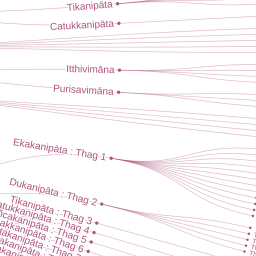 Tikanipāta
Catukkanipāta
Itthivimāna
Purisavimāna
Ekakanipāta : Thag 1
Dukanipāta : Thag 2
Tikanipāta : Thag 3
: Thag 4
: Thag 5
: Thag 6